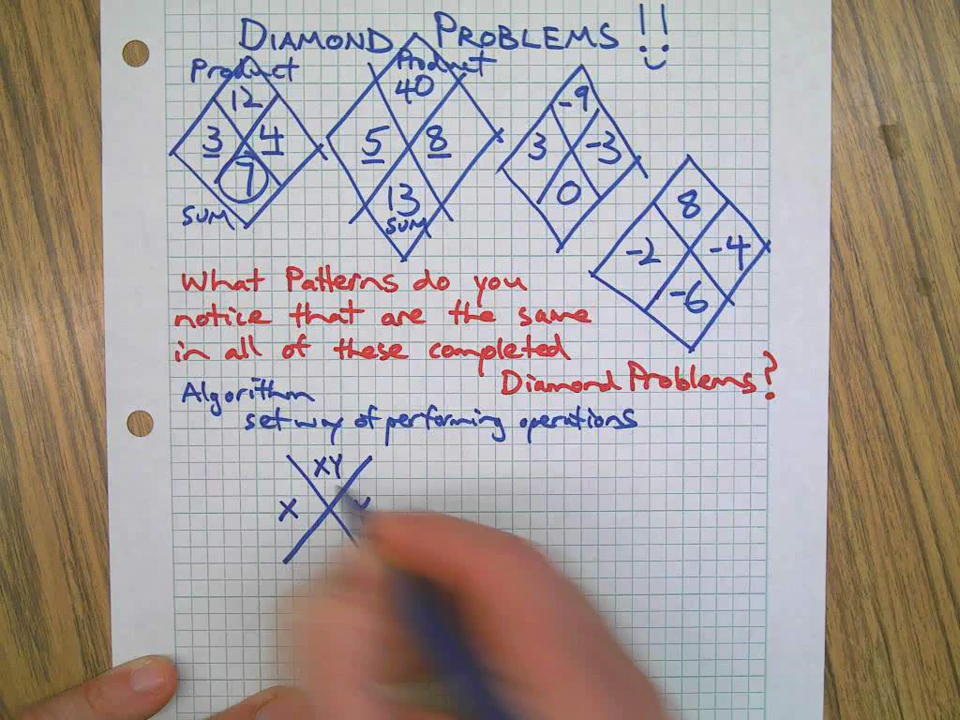 DIAMOND PROBLEMS !!
Product
12
3 4
7
SUM
Product
40
5 8
13
SUM
-9
3 -3
0
8
-2 -4
-6
What Patterns do you
notice that are the same
in all of these completed
Diamond Problems?
Algorithm
set way of performing operations
XY
X